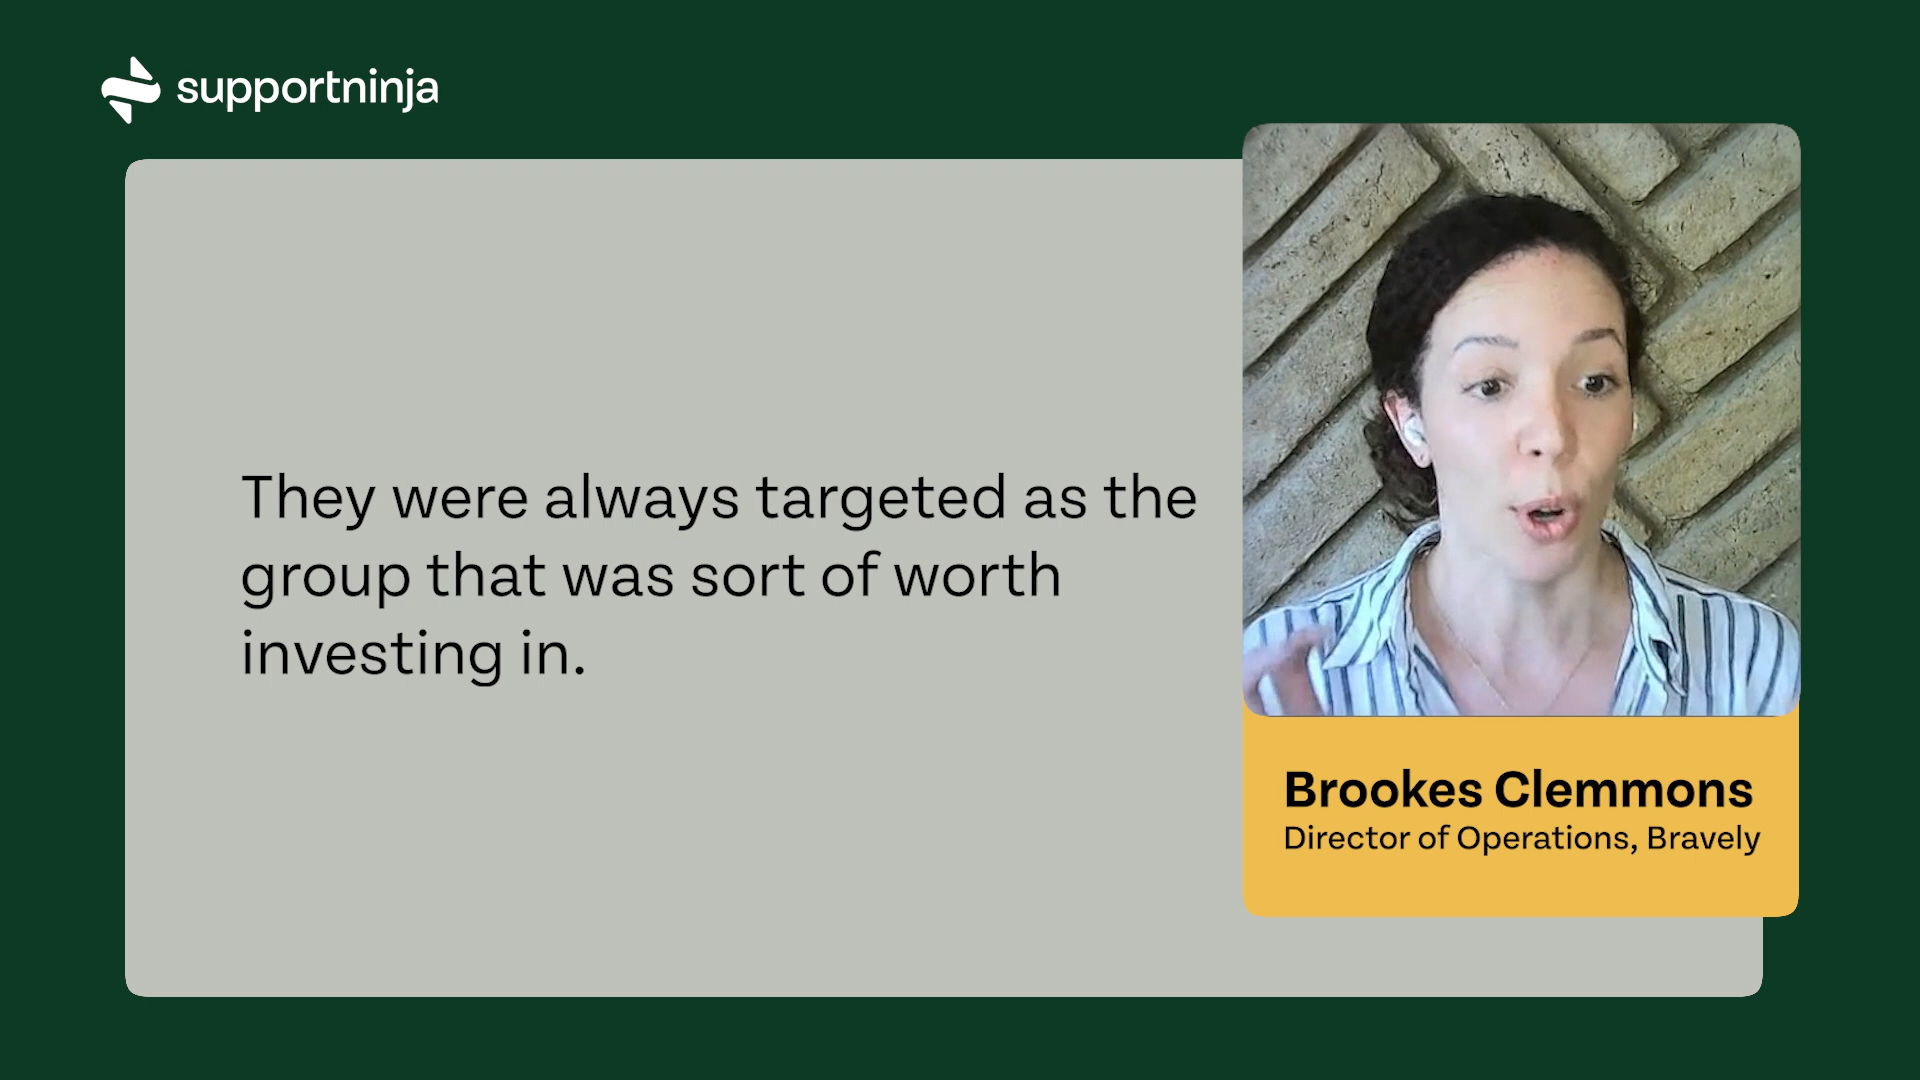 supportninja
They were always targeted as the
group that was sort of worth
investing in.
Brookes Clemmons
Director of Operations, Bravely